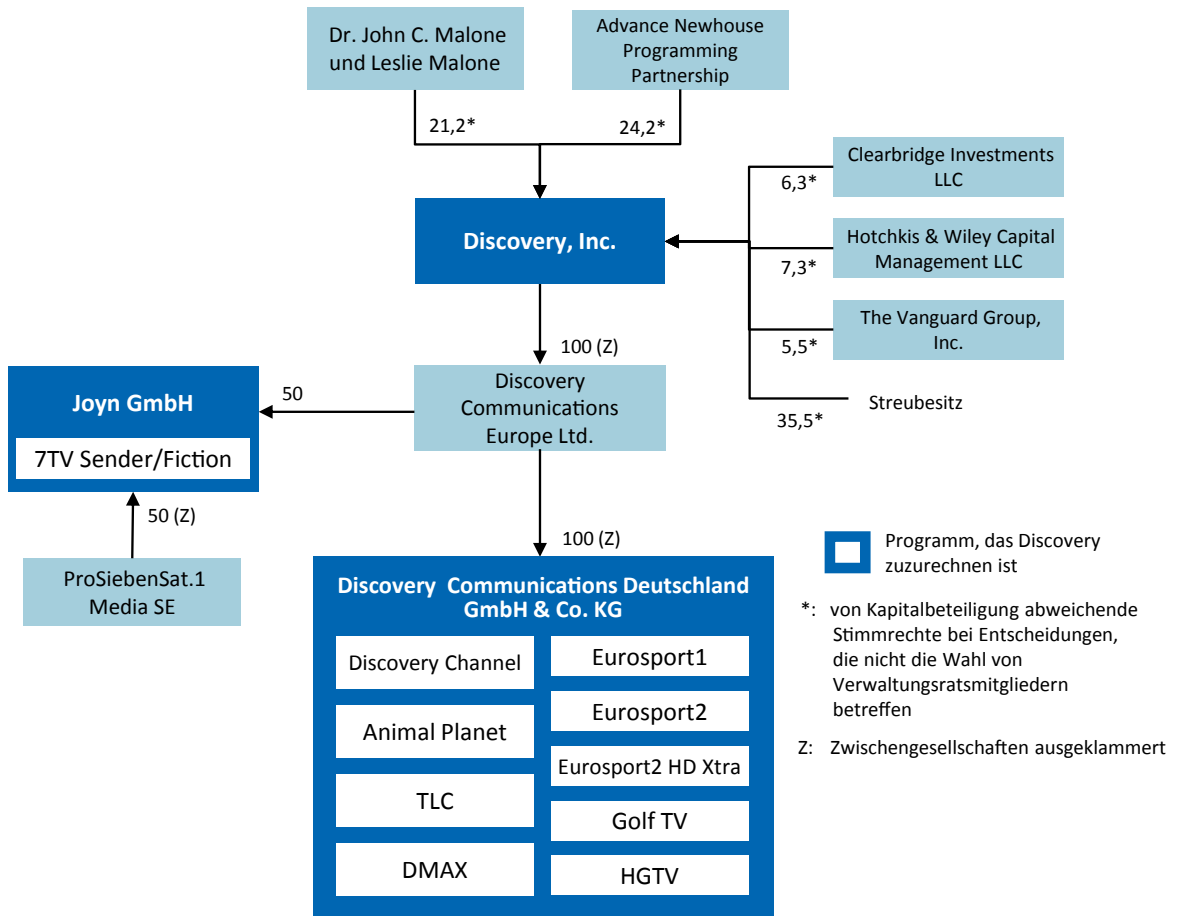 Dr. John C. Malone
und Leslie Malone
Advance Newhouse
Programming
Partnership
21,2*
24,2*
Clearbridge Investments
LLC
6,3*
Discovery, Inc.
Hotchkis & Wiley Capital
Management LLC
7,3*
The Vanguard Group,
Inc.
5,5*
100 (Z)
Streubesitz
35,5*
Joyn GmbH
7TV Sender/Fiction
50
Discovery
Communications
Europe Ltd.
50 (Z)
ProSiebenSat.1
Media SE
100 (Z)
Discovery Communications Deutschland
GmbH & Co. KG
Discovery Channel
Animal Planet
TLC
DMAX
Eurosport1
Eurosport2
Eurosport2 HD Xtra
Golf TV
HGTV
Programm, das Discovery
zuzurechnen ist
*: von Kapitalbeteiligung abweichende
Stimmrechte bei Entscheidungen,
die nicht die Wahl von
Verwaltungsratsmitgliedern
betreffen
Z: Zwischengesellschaften ausgeklammert